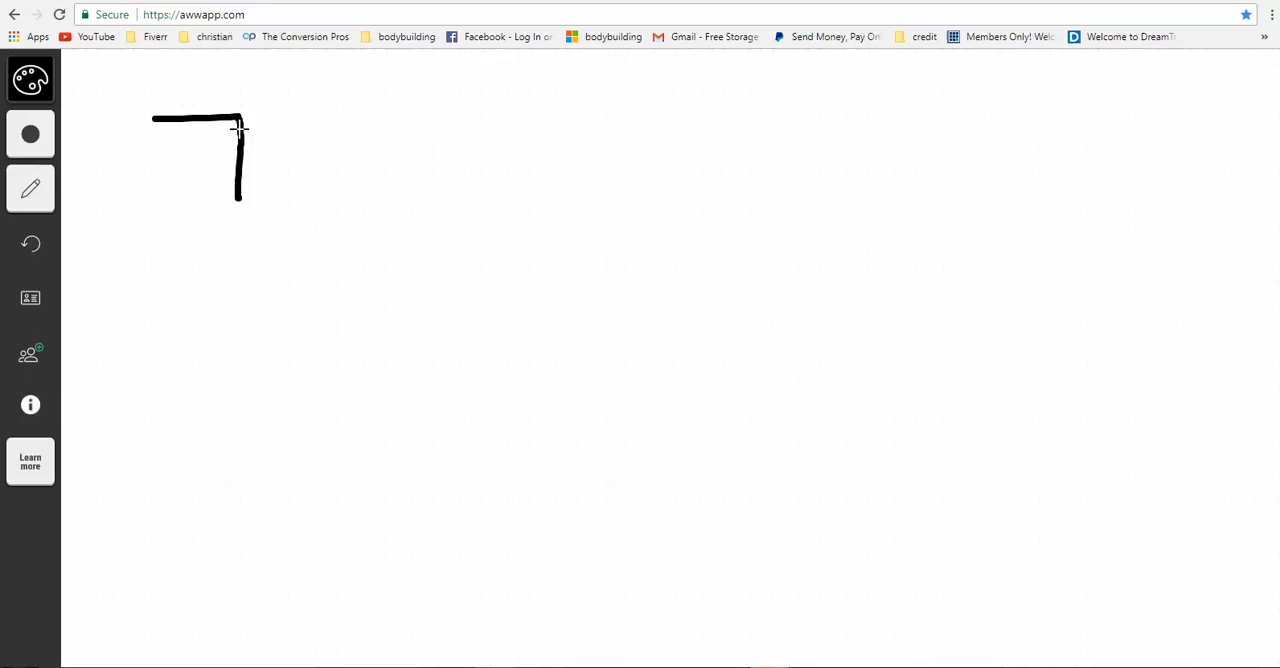 Secure https://awwapp.com
Apps YouTube Fiverr christian The Conversion Pros bodybuilding Facebook - Log In or bodybuilding Gmail - Free Storage Send Money, Pay Onl credit Members Only! Welc Welcome to DreamT »
Learn
more